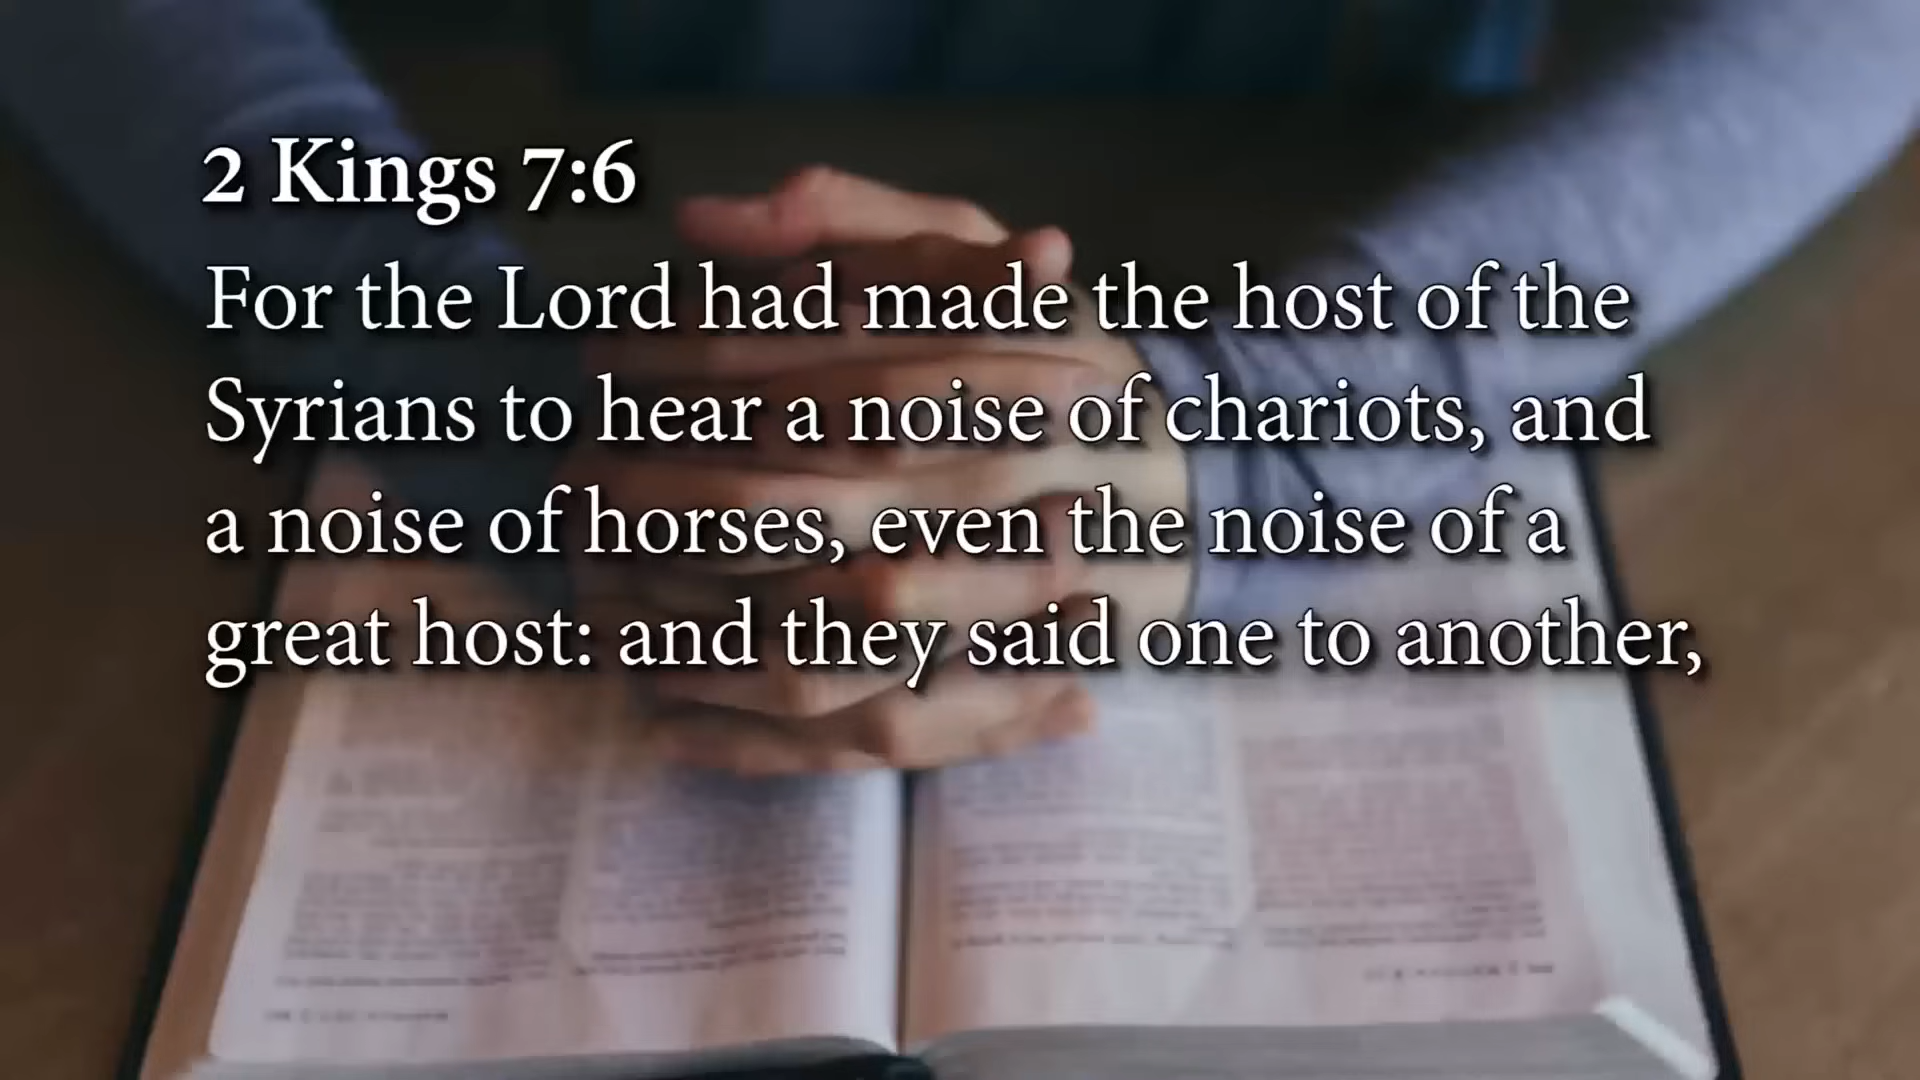 2 Kings 7:6
For the Lord had made the host of the
Syrians to hear a noise of chariots, and
a noise of horses, even the noise of a
great host: and they said one to another,